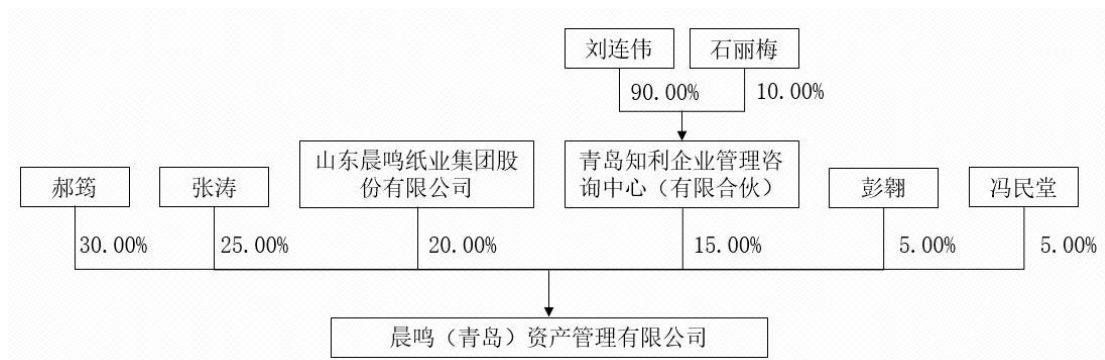 刘连伟 石丽梅
90.00% 10.00%
山东晨鸣纸业集团股
份有限公司
青岛知利企业管理咨
询中心（有限合伙）
郝筠 张涛 彭翱 冯民堂
30.00% 25.00% 20.00% 15.00% 5.00% 5.00%
晨鸣（青岛）资产管理有限公司